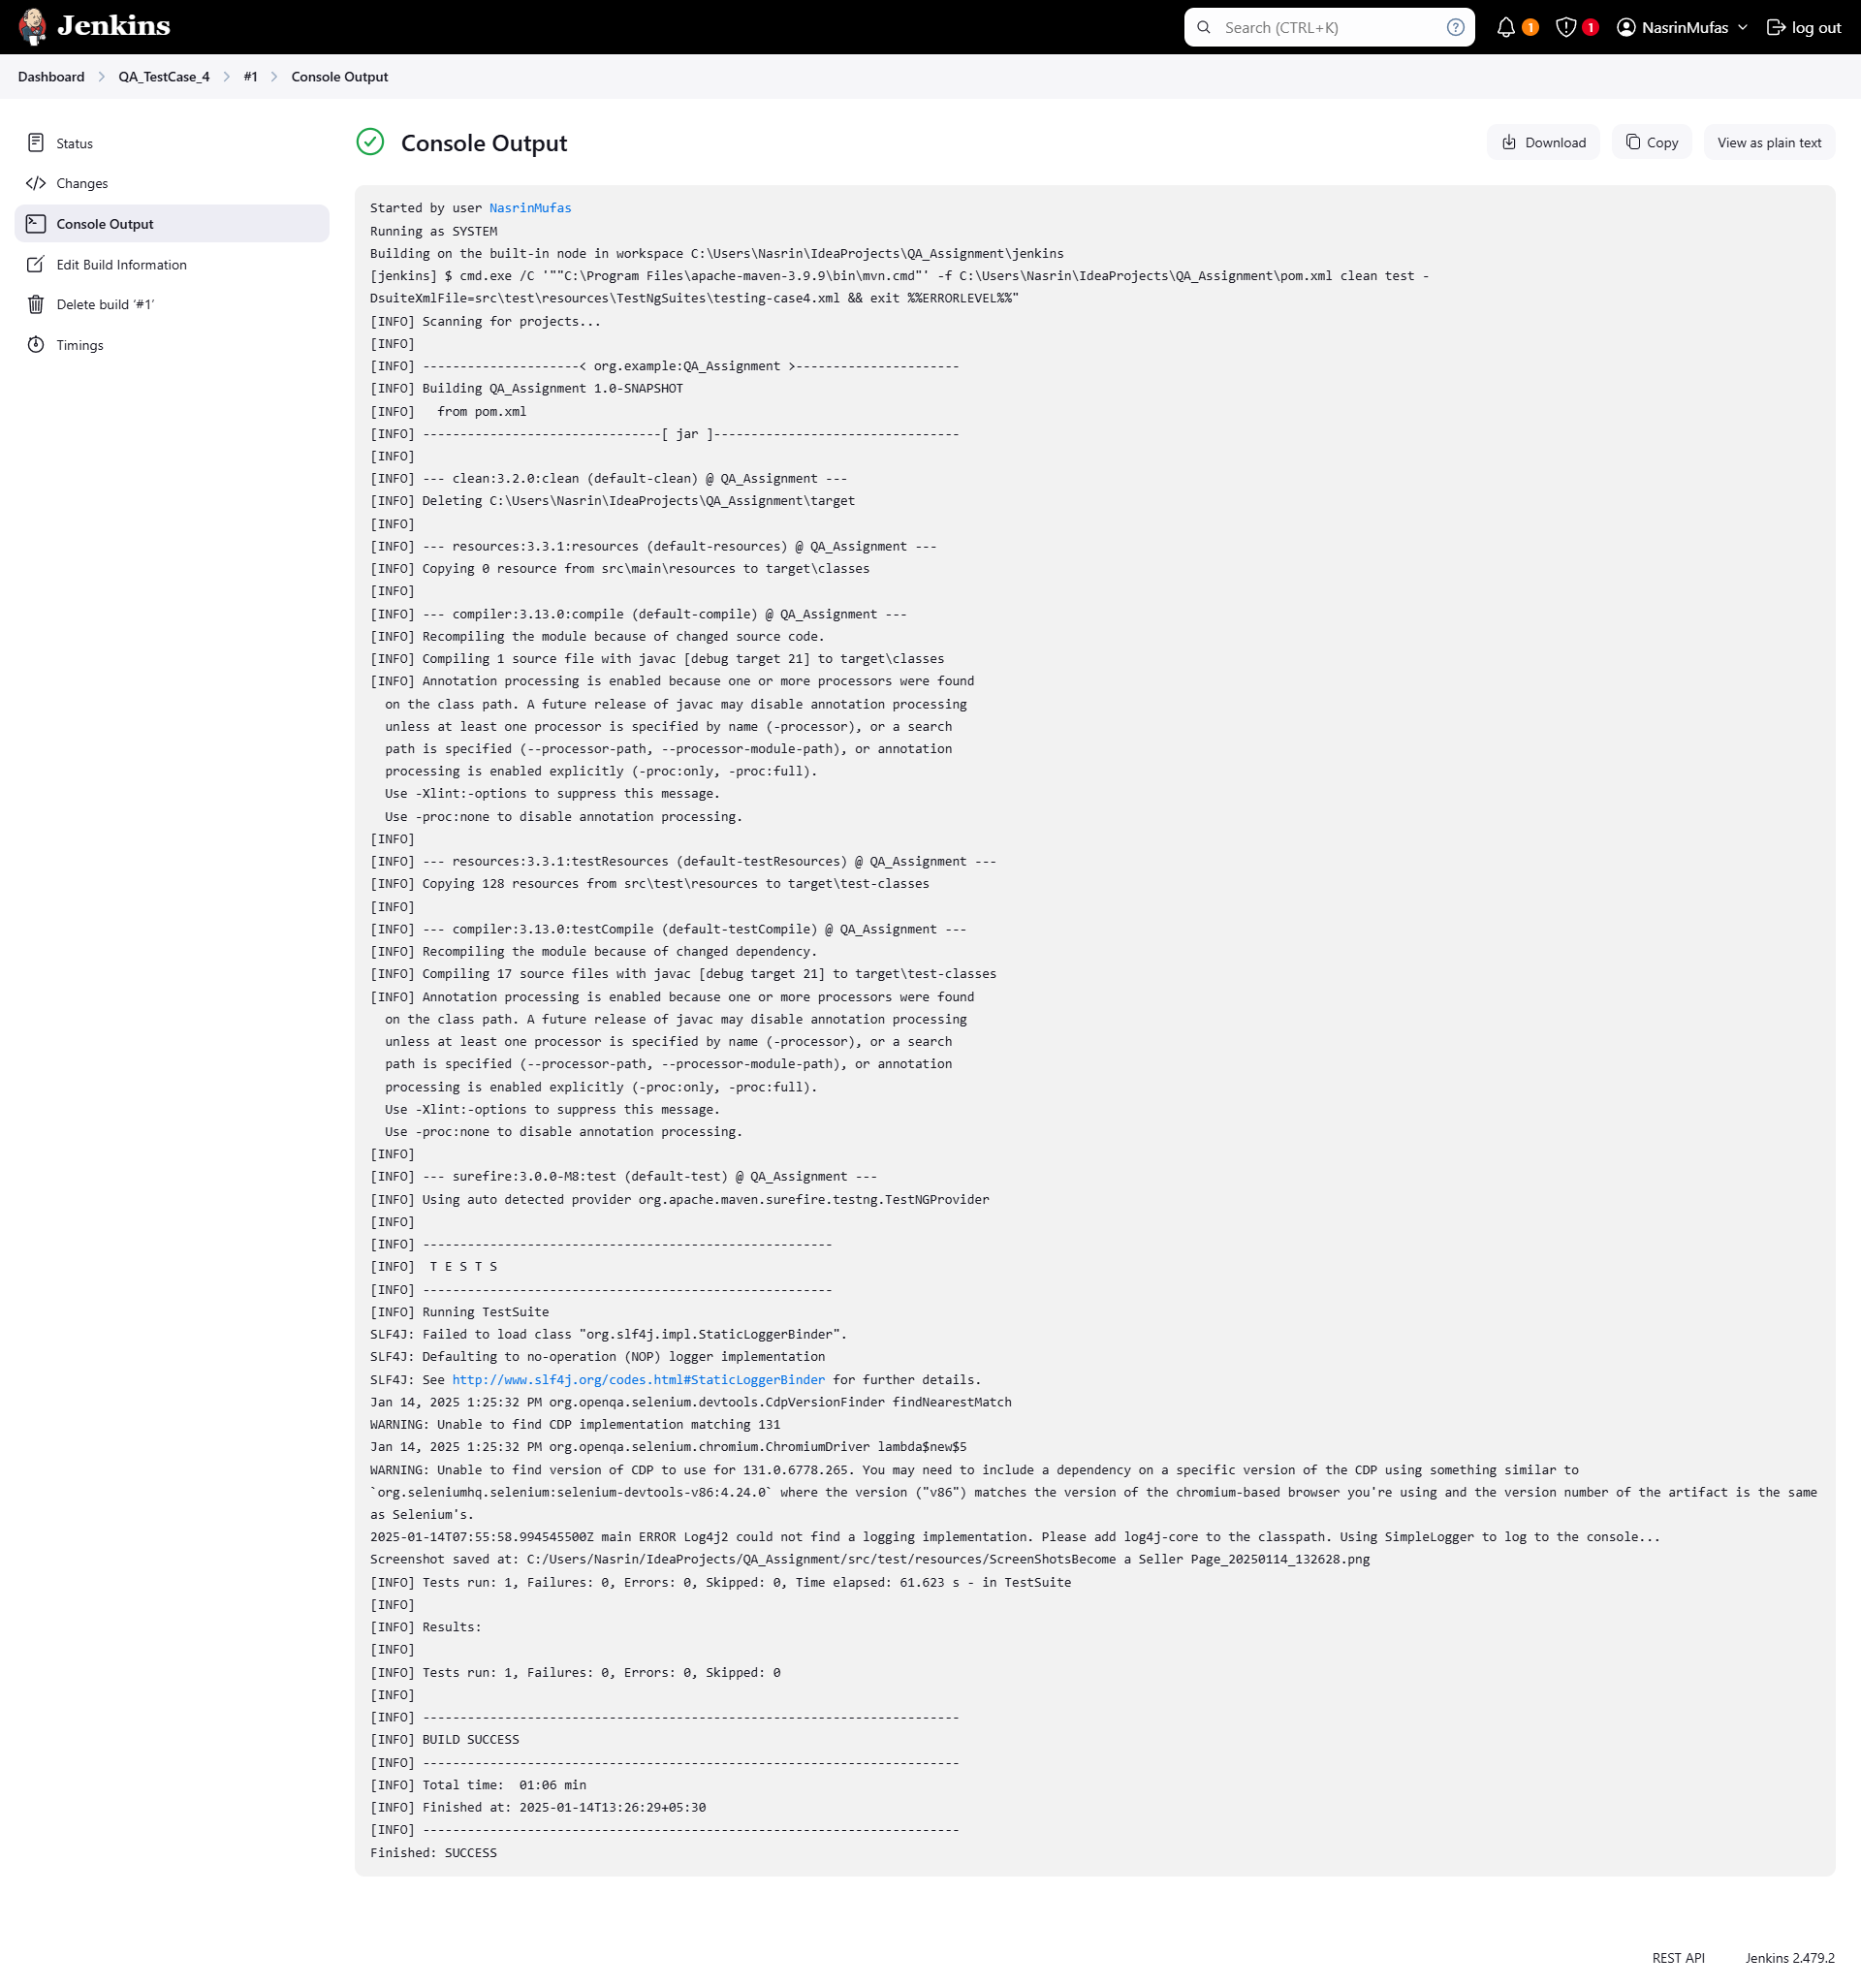 Jenkins
Search (CTRL+K)
?
1
1
NasrinMufas
log out
Dashboard > QA_TestCase_4 > #1 > Console Output
Status
Changes
Console Output
Edit Build Information
Delete build ‘#1’
Timings
Console Output
Download
Copy
View as plain text
Started by user NasrinMufas
Running as SYSTEM
Building on the built-in node in workspace C:\Users\Nasrin\IdeaProjects\QA_Assignment\jenkins
[jenkins] $ cmd.exe /C '""C:\Program Files\apache-maven-3.9.9\bin\mvn.cmd"' -f C:\Users\Nasrin\IdeaProjects\QA_Assignment\pom.xml clean test -
DsuiteXmlFile=src\test\resources\TestNgSuites\testing-case4.xml && exit %%ERRORLEVEL%%"
[INFO] Scanning for projects...
[INFO]
[INFO] ---------------------< org.example:QA_Assignment >----------------------
[INFO] Building QA_Assignment 1.0-SNAPSHOT
[INFO]   from pom.xml
[INFO] --------------------------------[ jar ]---------------------------------
[INFO]
[INFO] --- clean:3.2.0:clean (default-clean) @ QA_Assignment ---
[INFO] Deleting C:\Users\Nasrin\IdeaProjects\QA_Assignment\target
[INFO]
[INFO] --- resources:3.3.1:resources (default-resources) @ QA_Assignment ---
[INFO] Copying 0 resource from src\main\resources to target\classes
[INFO]
[INFO] --- compiler:3.13.0:compile (default-compile) @ QA_Assignment ---
[INFO] Recompiling the module because of changed source code.
[INFO] Compiling 1 source file with javac [debug target 21] to target\classes
[INFO] Annotation processing is enabled because one or more processors were found
  on the class path. A future release of javac may disable annotation processing
  unless at least one processor is specified by name (-processor), or a search
  path is specified (--processor-path, --processor-module-path), or annotation
  processing is enabled explicitly (-proc:only, -proc:full).
  Use -Xlint:-options to suppress this message.
  Use -proc:none to disable annotation processing.
[INFO]
[INFO] --- resources:3.3.1:testResources (default-testResources) @ QA_Assignment ---
[INFO] Copying 128 resources from src\test\resources to target\test-classes
[INFO]
[INFO] --- compiler:3.13.0:testCompile (default-testCompile) @ QA_Assignment ---
[INFO] Recompiling the module because of changed dependency.
[INFO] Compiling 17 source files with javac [debug target 21] to target\test-classes
[INFO] Annotation processing is enabled because one or more processors were found
  on the class path. A future release of javac may disable annotation processing
  unless at least one processor is specified by name (-processor), or a search
  path is specified (--processor-path, --processor-module-path), or annotation
  processing is enabled explicitly (-proc:only, -proc:full).
  Use -Xlint:-options to suppress this message.
  Use -proc:none to disable annotation processing.
[INFO]
[INFO] --- surefire:3.0.0-M8:test (default-test) @ QA_Assignment ---
[INFO] Using auto detected provider org.apache.maven.surefire.testng.TestNGProvider
[INFO]
[INFO] -------------------------------------------------------
[INFO]  T E S T S
[INFO] -------------------------------------------------------
[INFO] Running TestSuite
SLF4J: Failed to load class "org.slf4j.impl.StaticLoggerBinder".
SLF4J: Defaulting to no-operation (NOP) logger implementation
SLF4J: See http://www.slf4j.org/codes.html#StaticLoggerBinder for further details.
Jan 14, 2025 1:25:32 PM org.openqa.selenium.devtools.CdpVersionFinder findNearestMatch
WARNING: Unable to find CDP implementation matching 131
Jan 14, 2025 1:25:32 PM org.openqa.selenium.chromium.ChromiumDriver lambda$new$5
WARNING: Unable to find version of CDP to use for 131.0.6778.265. You may need to include a dependency on a specific version of the CDP using something similar to
`org.seleniumhq.selenium:selenium-devtools-v86:4.24.0` where the version ("v86") matches the version of the chromium-based browser you're using and the version number of the artifact is the same
as Selenium's.
2025-01-14T07:55:58.994545500Z main ERROR Log4j2 could not find a logging implementation. Please add log4j-core to the classpath. Using SimpleLogger to log to the console...
Screenshot saved at: C:/Users/Nasrin/IdeaProjects/QA_Assignment/src/test/resources/ScreenShotsBecome a Seller Page_20250114_132628.png
[INFO] Tests run: 1, Failures: 0, Errors: 0, Skipped: 0, Time elapsed: 61.623 s - in TestSuite
[INFO]
[INFO] Results:
[INFO]
[INFO] Tests run: 1, Failures: 0, Errors: 0, Skipped: 0
[INFO]
[INFO] ------------------------------------------------------------------------
[INFO] BUILD SUCCESS
[INFO] ------------------------------------------------------------------------
[INFO] Total time:  01:06 min
[INFO] Finished at: 2025-01-14T13:26:29+05:30
[INFO] ------------------------------------------------------------------------
Finished: SUCCESS
REST API
Jenkins 2.479.2